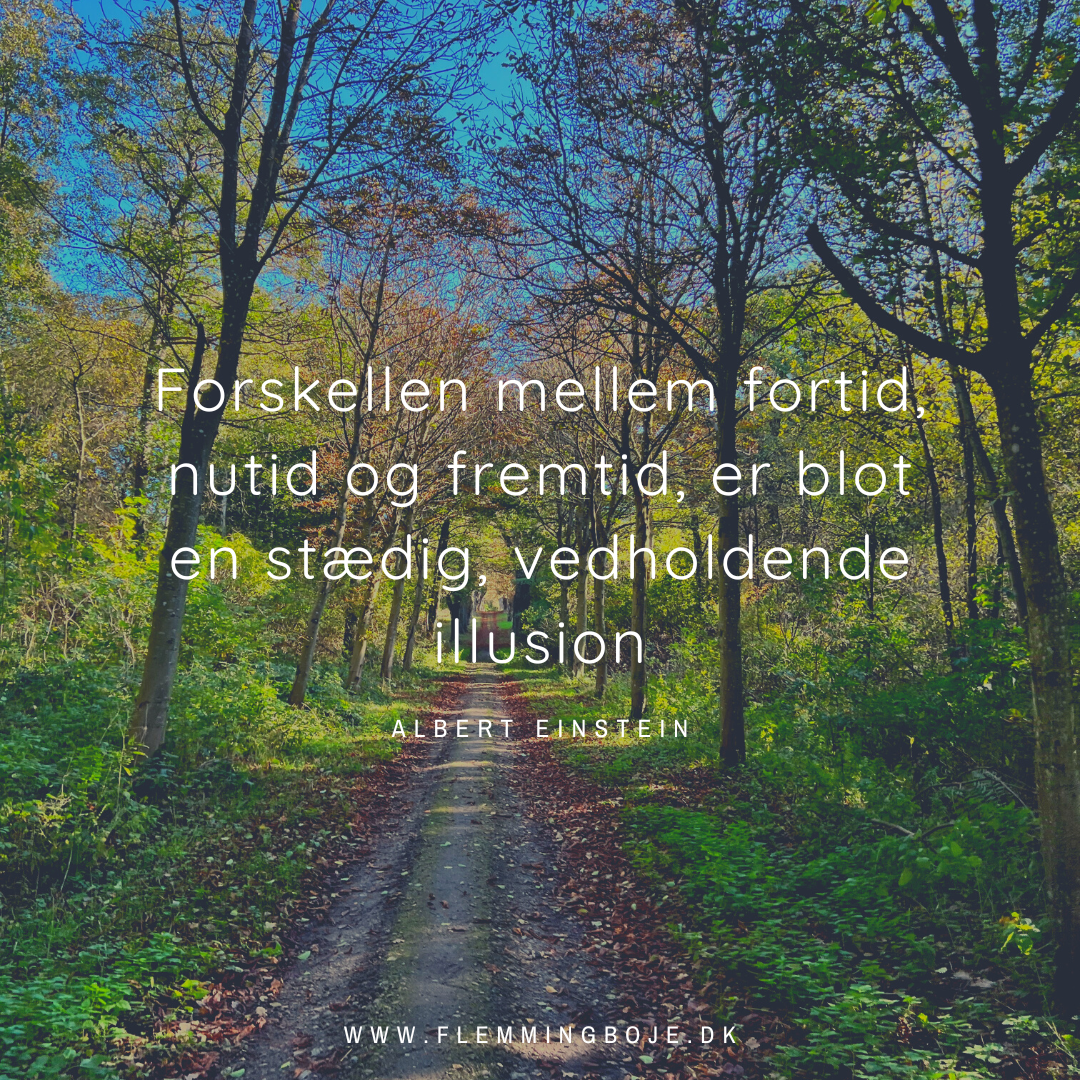 Forskellen mellem fortid,
nutid og fremtid, er blot
en stædig, vedholdende
illusion
ALBERT EINSTEIN
WWW.FLEMMINGBOJE.DK